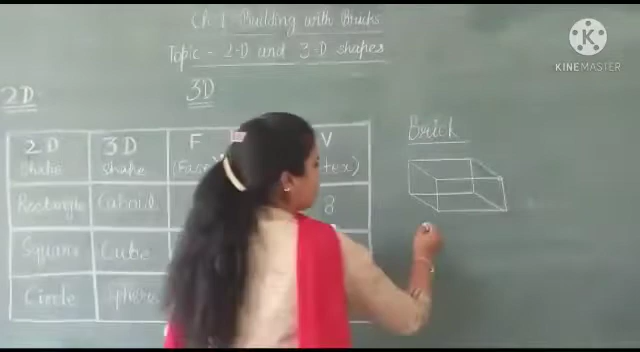 Ch 1 Building with Bricks
Topic - 2-D and 3-D shapes
2D
3D
Brick
2D shape
3D shape
F
V
Rectangle
Cuboid
8
Square
Cube
Circle
Sphere
KINEMASTER